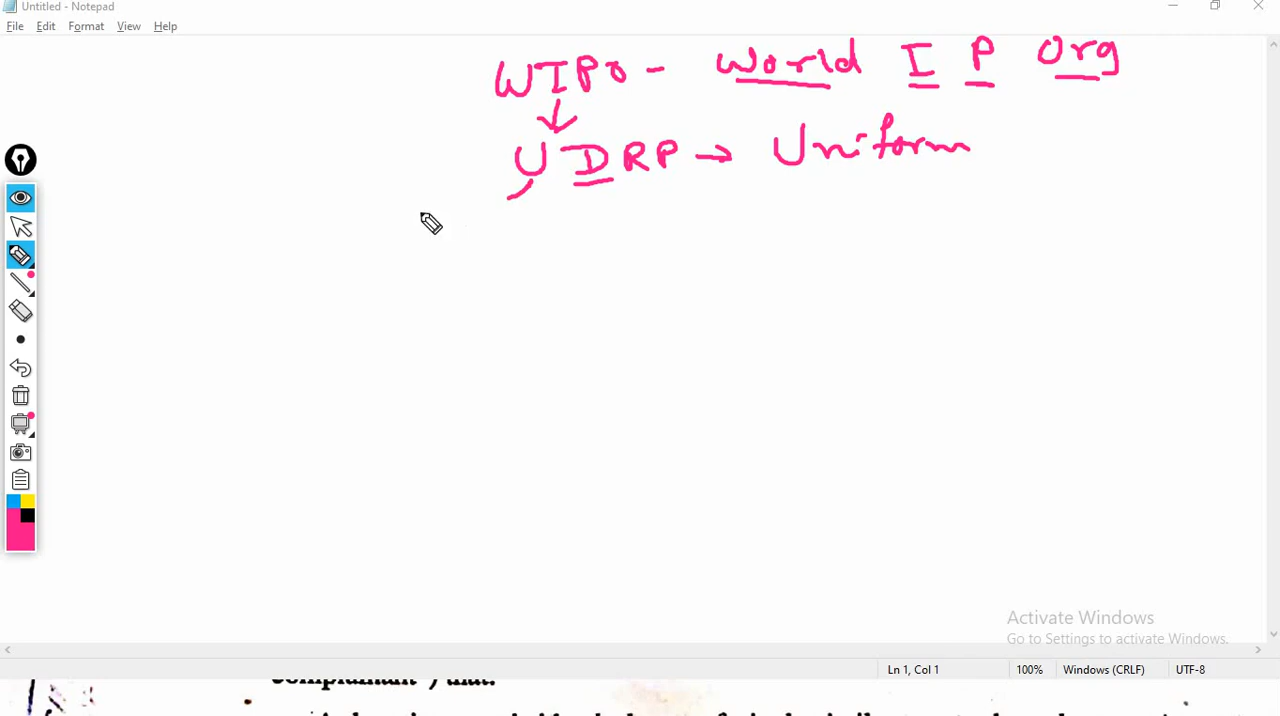 Untitled - Notepad
File Edit Format View Help
WIPO - World I P Org
UDRP → Uniform
Activate Windows
Go to Settings to activate Windows.
Ln 1, Col 1 100% Windows (CRLF) UTF-8
that: